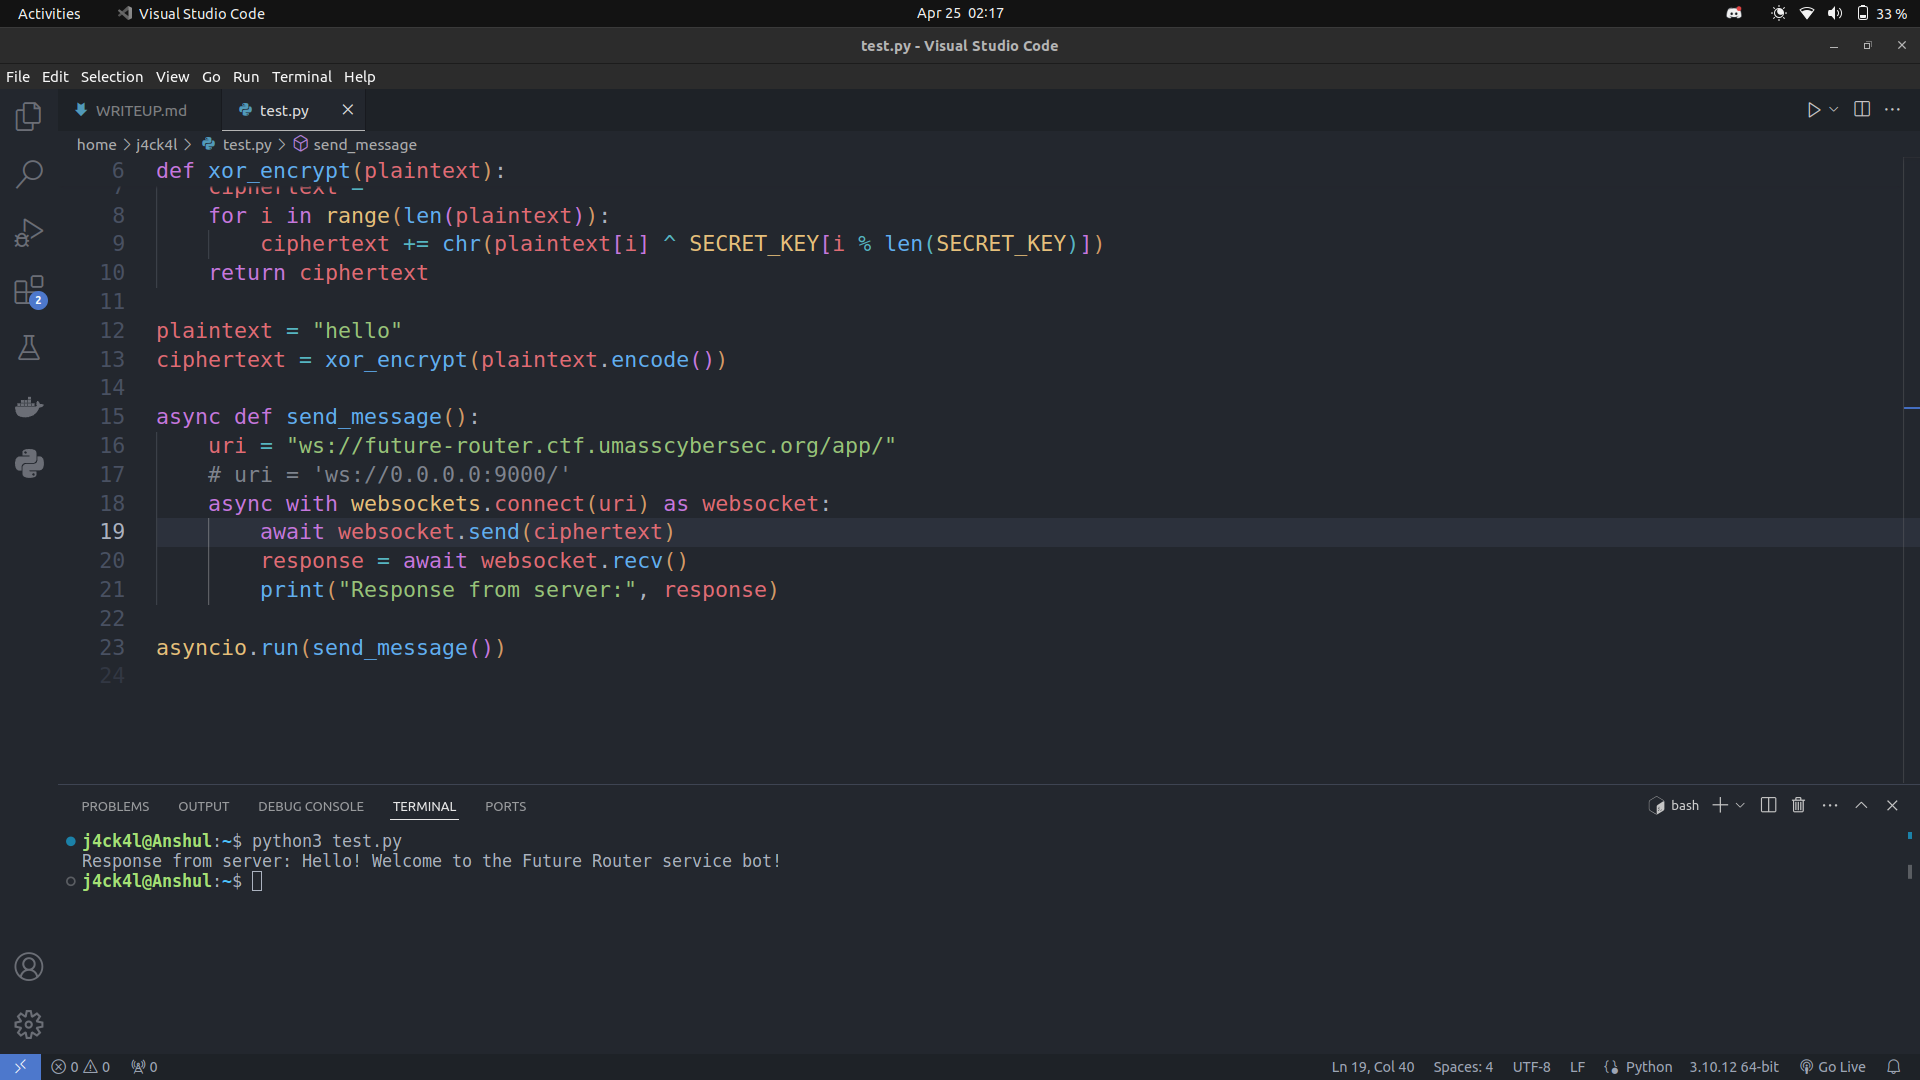 Activities Visual Studio Code Apr 25 02:17 33 %
test.py - Visual Studio Code
File Edit Selection View Go Run Terminal Help
WRITEUP.md test.py
home j4ck4l test.py send_message
6 def xor_encrypt(plaintext):
7 ciphertext =
8 for i in range(len(plaintext)):
9 ciphertext += chr(plaintext[i] ^ SECRET_KEY[i % len(SECRET_KEY)])
10 return ciphertext
11
12 plaintext = "hello"
13 ciphertext = xor_encrypt(plaintext.encode())
14
15 async def send_message():
16 uri = "ws://future-router.ctf.umasscybersec.org/app/"
17 # uri = 'ws://0.0.0.0:9000/'
18 async with websockets.connect(uri) as websocket:
19 await websocket.send(ciphertext)
20 response = await websocket.recv()
21 print("Response from server:", response)
22
23 asyncio.run(send_message())
24
2
PROBLEMS OUTPUT DEBUG CONSOLE TERMINAL PORTS bash
j4ck4l@Anshul:~$ python3 test.py
Response from server: Hello! Welcome to the Future Router service bot!
j4ck4l@Anshul:~$
0 0 0 Ln 19, Col 40 Spaces: 4 UTF-8 LF Python 3.10.12 64-bit Go Live